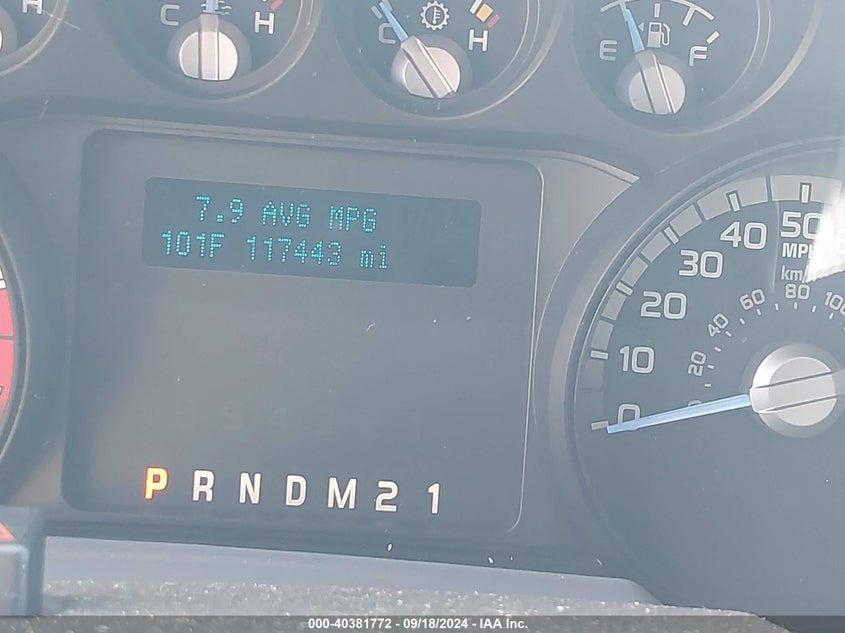 H
C H
C H
E F
7.9 AVG MPG
101F 117443 mi
0 10 20 30 40 50
MPH
km/
20 40 60 80 100
P R N D M 2 1
000-40381772 - 09/18/2024 - IAA Inc.